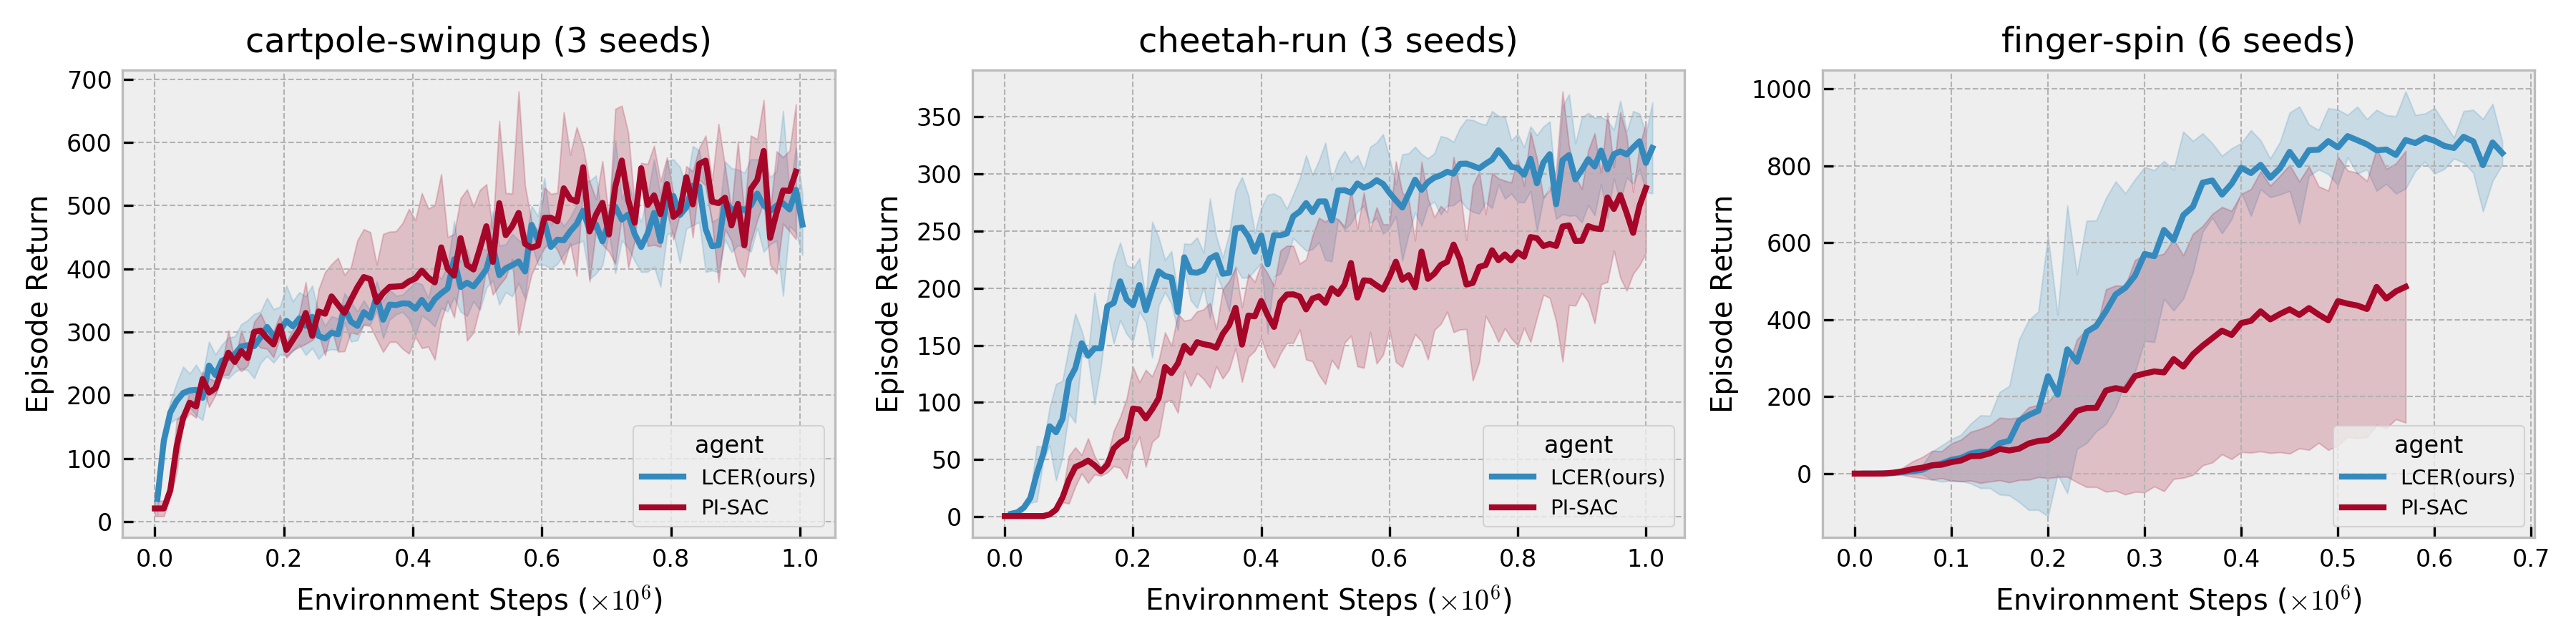 cartpole-swingup (3 seeds)
700
600
500
400
300
200
100
0
Episode Return
0.0 0.2 0.4 0.6 0.8 1.0
Environment Steps (×10⁶)
agent
LCER(ours)
PI-SAC
cheetah-run (3 seeds)
350
300
250
200
150
100
50
0
Episode Return
0.0 0.2 0.4 0.6 0.8 1.0
Environment Steps (×10⁶)
agent
LCER(ours)
PI-SAC
finger-spin (6 seeds)
1000
800
600
400
200
0
Episode Return
0.0 0.1 0.2 0.3 0.4 0.5 0.6 0.7
Environment Steps (×10⁶)
agent
LCER(ours)
PI-SAC